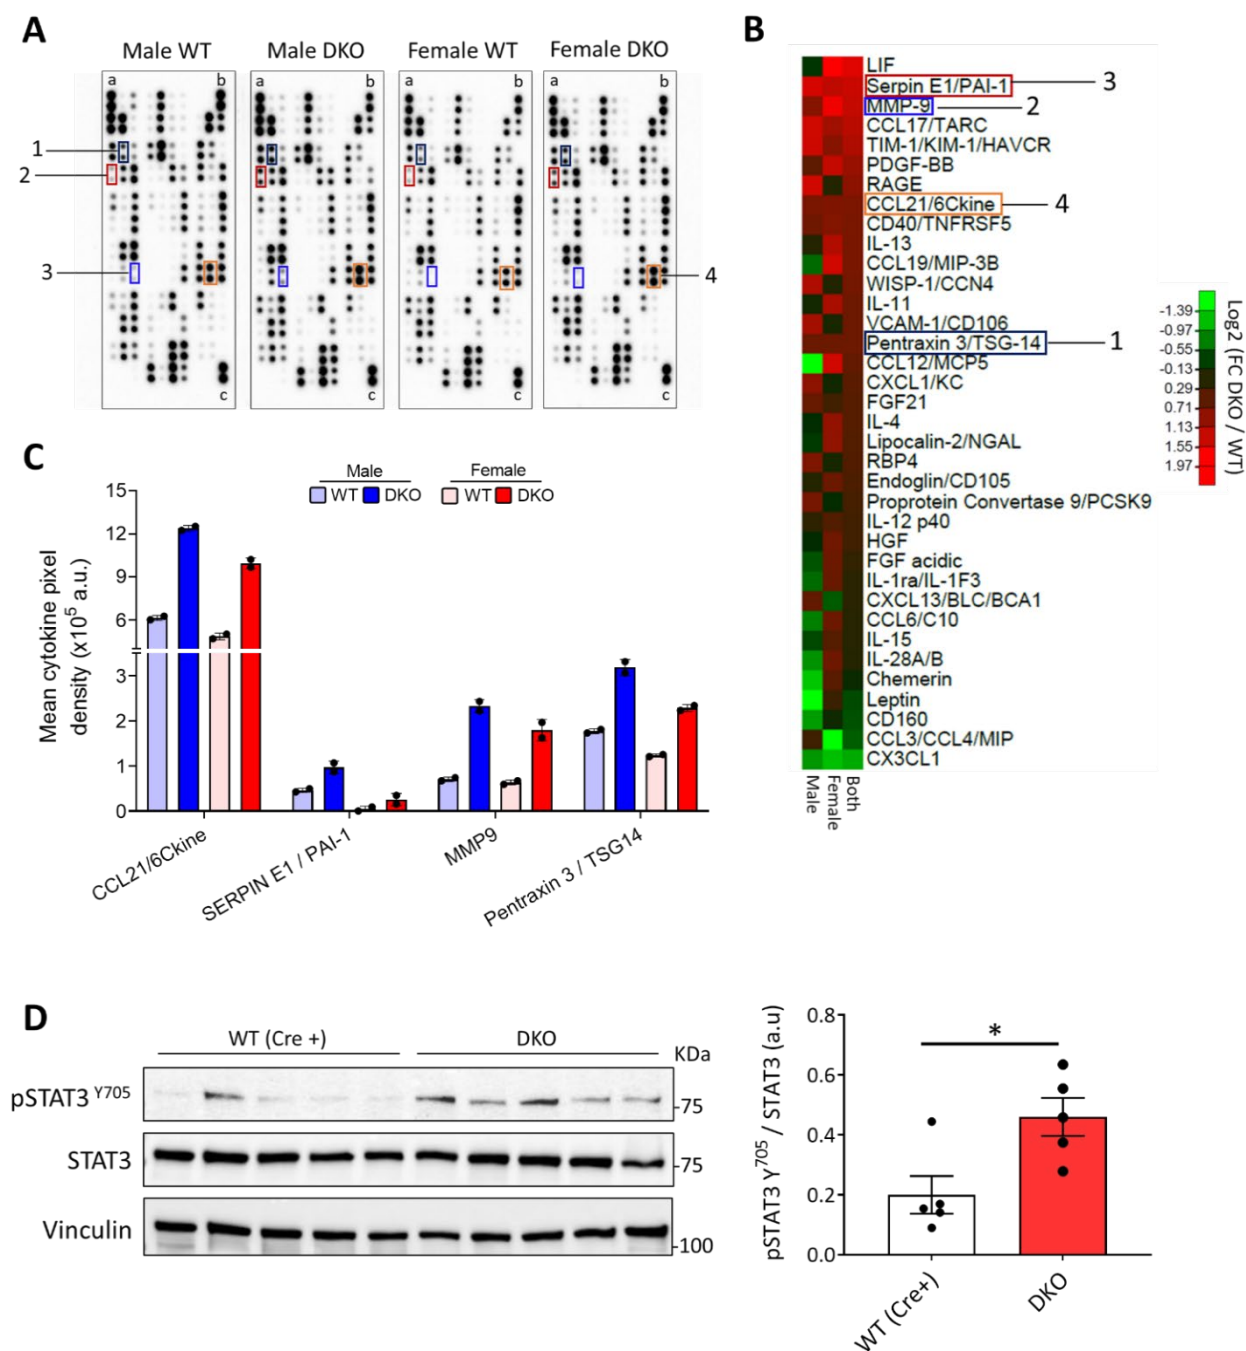 A
Male WT
Male DKO
Female WT
Female DKO
a
b
a
b
a
b
a
b
1
2
3
4
c
c
c
c
B
LIF
Serpin E1/PAI-1
3
MMP-9
2
CCL17/TARC
TIM-1/KIM-1/HAVCR
PDGF-BB
RAGE
CCL21/6Ckine
4
CD40/TNFRSF5
IL-13
CCL19/MIP-3B
WISP-1/CCN4
IL-11
VCAM-1/CD106
Pentraxin 3/TSG-14
1
CCL12/MCP5
CXCL1/KC
FGF21
IL-4
Lipocalin-2/NGAL
RBP4
Endoglin/CD105
Proprotein Convertase 9/PCSK9
IL-12 p40
HGF
FGF acidic
IL-1ra/IL-1F3
CXCL13/BLC/BCA1
CCL6/C10
IL-15
IL-28A/B
Chemerin
Leptin
CD160
CCL3/CCL4/MIP
CX3CL1
Male
Female
Both
-1.39
-0.97
-0.55
-0.13
0.29
0.71
1.13
1.55
1.97
Log2 (FC DKO / WT)
C
Male
Female
WT
DKO
WT
DKO
Mean cytokine pixel
density (x10⁵ a.u.)
15
12
9
6
3
2
1
0
CCL21/6Ckine
SERPIN E1 / PAI-1
MMP9
Pentraxin 3 / TSG14
D
WT (Cre +)
DKO
KDa
pSTAT3 Y705
-75
STAT3
-75
Vinculin
-100
pSTAT3 Y⁷⁰⁵ / STAT3 (a.u)
0.8
0.6
0.4
0.2
0.0
*
WT (Cre+)
DKO